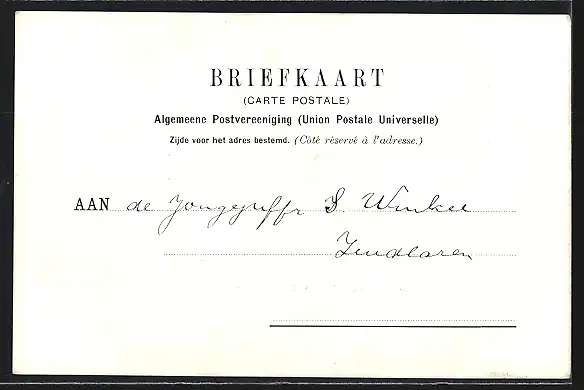 BRIEFKAART
(CARTE POSTALE)
Algemeene Postvereeniging (Union Postale Universelle)
Zijde voor het adres bestemd. (Côté réservé à l'adresse.)
AAN de Jongejuffr S. Winkel
Zuidlaren